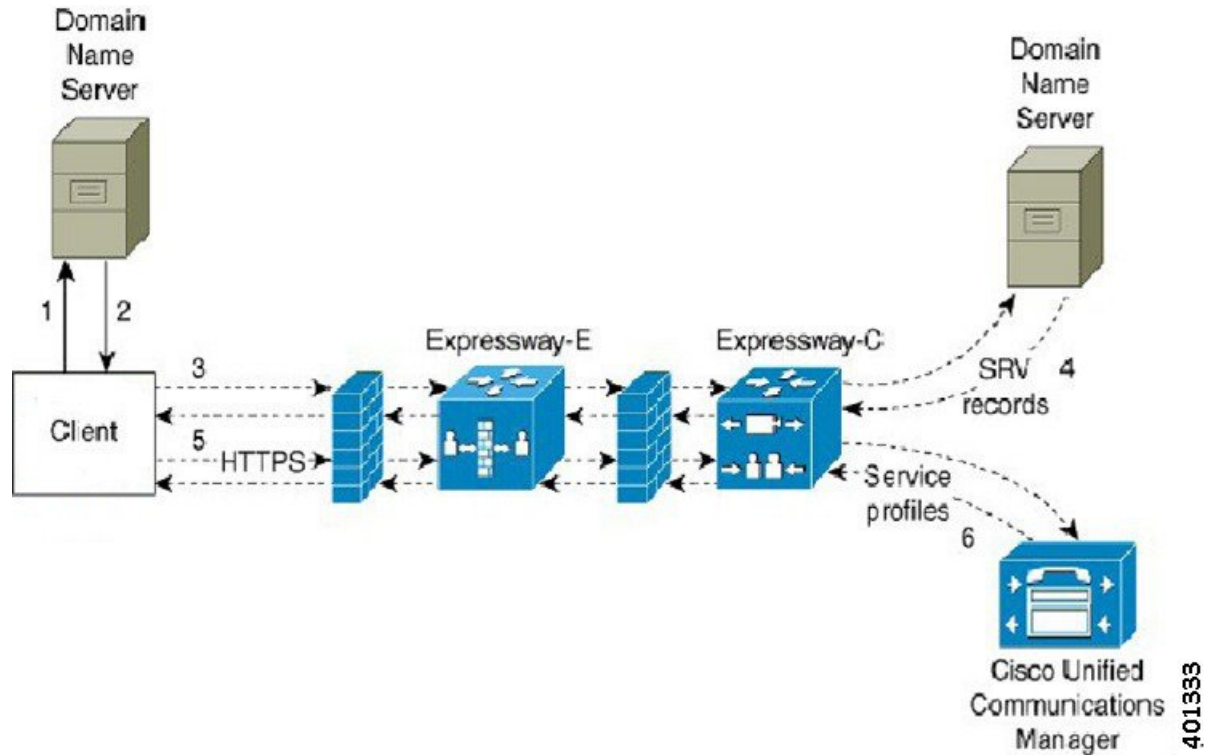 Domain
Name
Server
Domain
Name
Server
1
2
Expressway-E
Expressway-C
3
SRV
records
4
Client
5
HTTPS
Service
profiles
6
Cisco Unified
Communications
Manager
401333